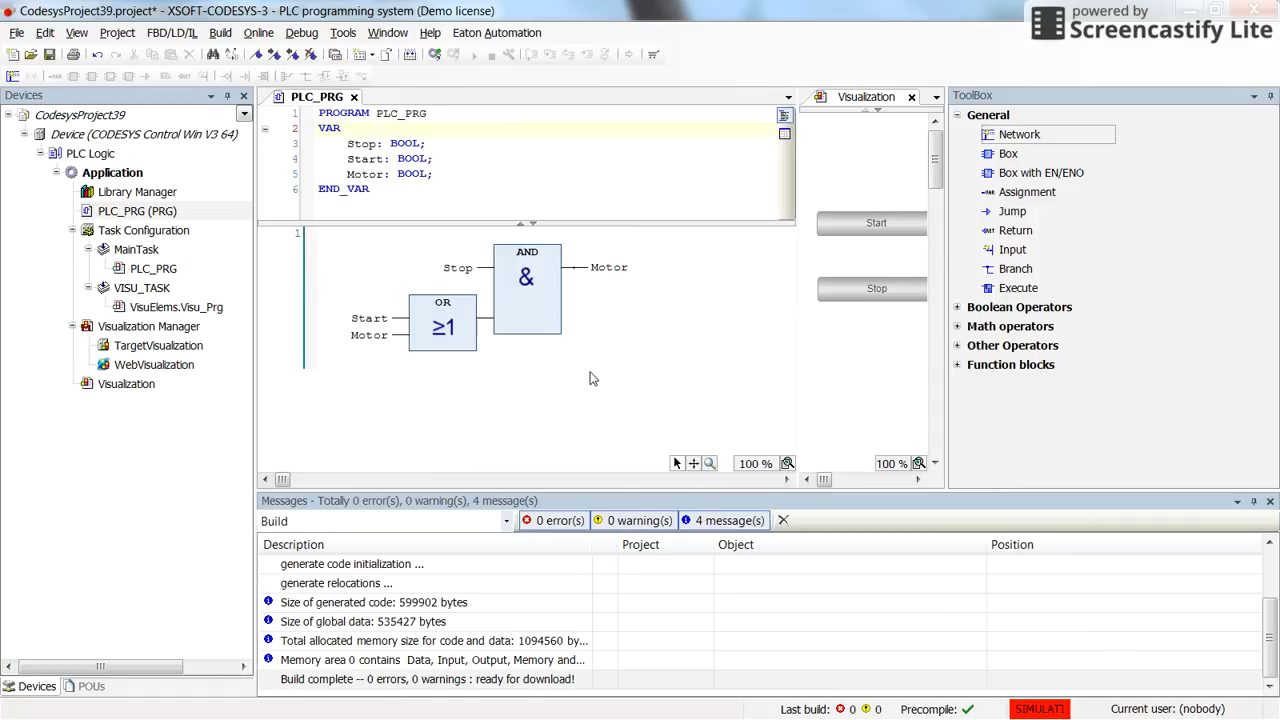 CodesysProject39.project* - XSOFT-CODESYS-3 - PLC programming system (Demo license)
powered by
Screencastify Lite
File Edit View Project FBD/LD/IL Build Online Debug Tools Window Help Eaton Automation
Devices
CodesysProject39
Device (CODESYS Control Win V3 64)
PLC Logic
Application
Library Manager
PLC_PRG (PRG)
Task Configuration
MainTask
PLC_PRG
VISU_TASK
VisuElems.Visu_Prg
Visualization Manager
TargetVisualization
WebVisualization
Visualization
Devices POUs
PLC_PRG
1 PROGRAM PLC_PRG
2 VAR
3 Stop: BOOL;
4 Start: BOOL;
5 Motor: BOOL;
6 END_VAR
1
AND
&
Stop
Motor
OR
≥1
Start
Motor
100 %
Visualization
Start
Stop
100 %
ToolBox
General
Network
Box
Box with EN/ENO
Assignment
Jump
Return
Input
Branch
Execute
Boolean Operators
Math operators
Other Operators
Function blocks
Messages - Totally 0 error(s), 0 warning(s), 4 message(s)
Build 0 error(s) 0 warning(s) 4 message(s)
Description Project Object Position
generate code initialization ...
generate relocations ...
Size of generated code: 599902 bytes
Size of global data: 535427 bytes
Total allocated memory size for code and data: 1094560 by...
Memory area 0 contains Data, Input, Output, Memory and...
Build complete -- 0 errors, 0 warnings : ready for download!
Last build: 0 0 Precompile: SIMULATI Current user: (nobody)